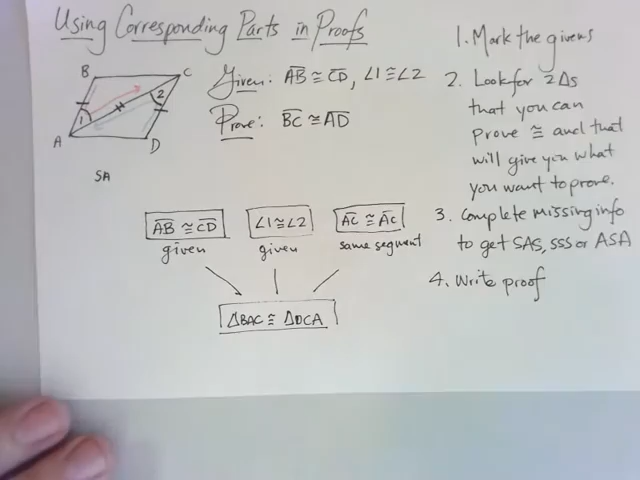 Using Corresponding Parts in Proofs
B
C
1
2
A
D
SA
Given: AB ≅ CD, ∠1 ≅ ∠2
Prove: BC ≅ AD
1. Mark the givens
2. Look for 2 Δs
that you can
prove ≅ and that
will give you what
you want to prove.
3. Complete missing info
to get SAS, SSS or ASA
4. Write proof
AB ≅ CD
given
∠1 ≅ ∠2
given
AC ≅ AC
same segment
ΔBAC ≅ ΔDCA